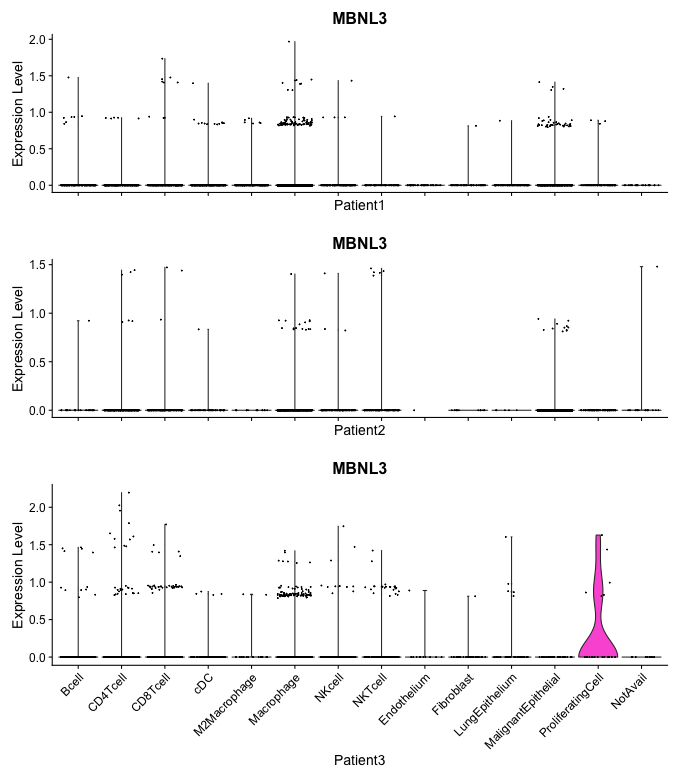 MBNL3
Expression Level
2.0
1.5
1.0
0.5
0.0
Patient1
MBNL3
Expression Level
1.5
1.0
0.5
0.0
Patient2
MBNL3
Expression Level
2.0
1.5
1.0
0.5
0.0
Bcell
CD4Tcell
CD8Tcell
cDC
M2Macrophage
Macrophage
NKcell
NKTcell
Endothelium
Fibroblast
LungEpithelium
MalignantEpithelial
ProliferatingCell
NotAvail
Patient3